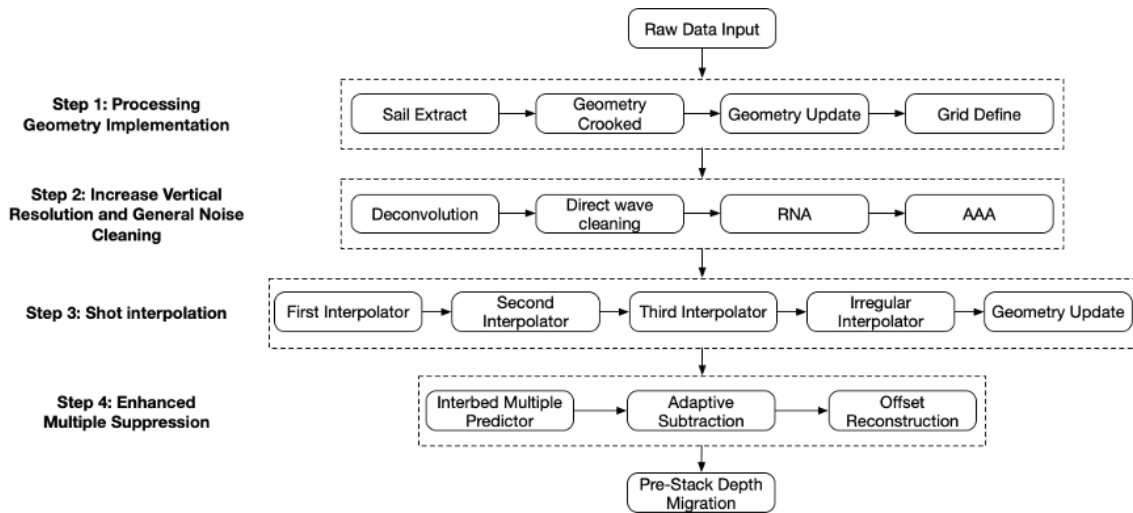 Raw Data Input
Step 1: Processing
Geometry Implementation
Sail Extract
Geometry
Crooked
Geometry Update
Grid Define
Step 2: Increase Vertical
Resolution and General Noise
Cleaning
Deconvolution
Direct wave
cleaning
RNA
AAA
Step 3: Shot interpolation
First Interpolator
Second
Interpolator
Third Interpolator
Irregular
Interpolator
Geometry Update
Step 4: Enhanced
Multiple Suppression
Interbed Multiple
Predictor
Adaptive
Subtraction
Offset
Reconstruction
Pre-Stack Depth
Migration